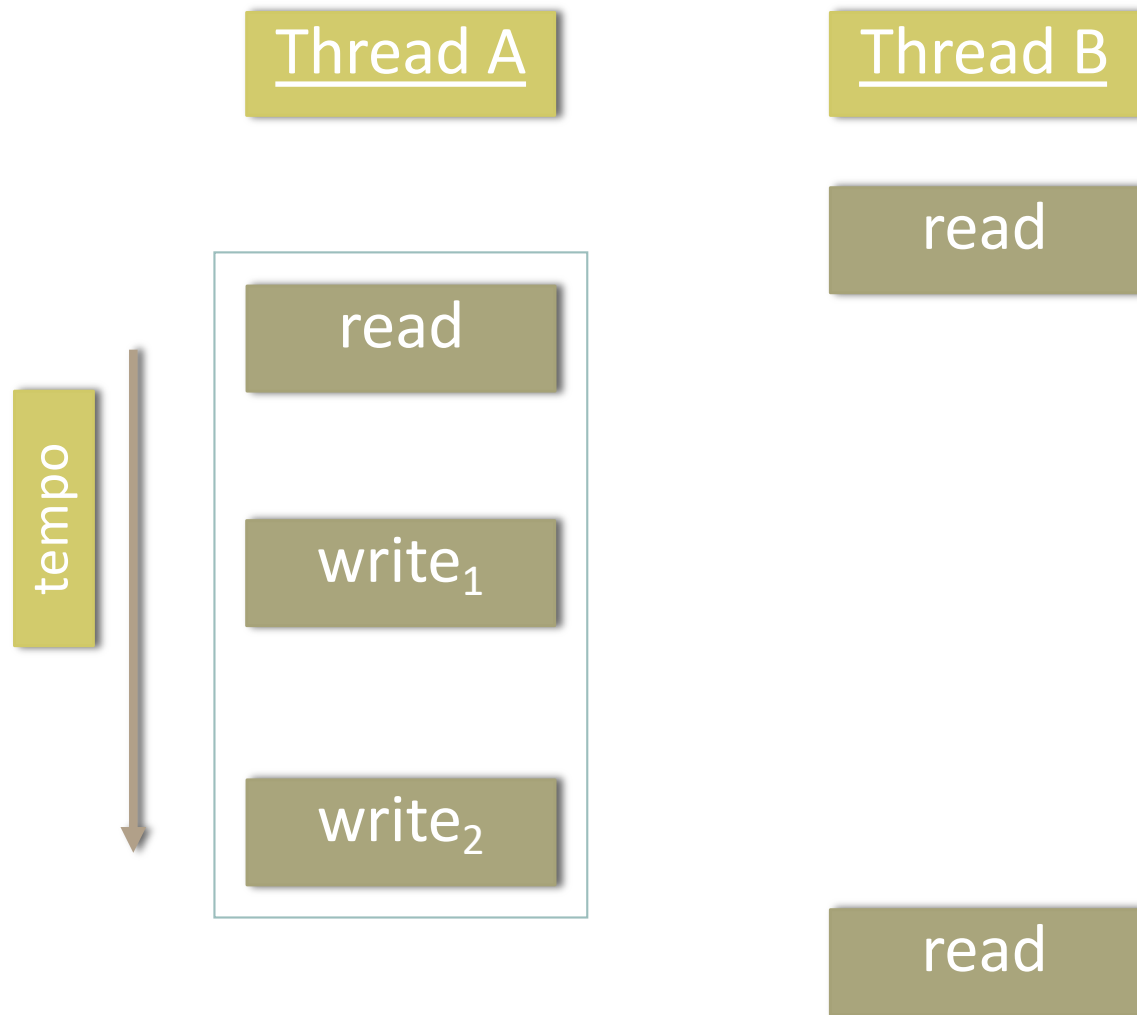 Thread A
Thread B
read
read
tempo
write₁
write₂
read